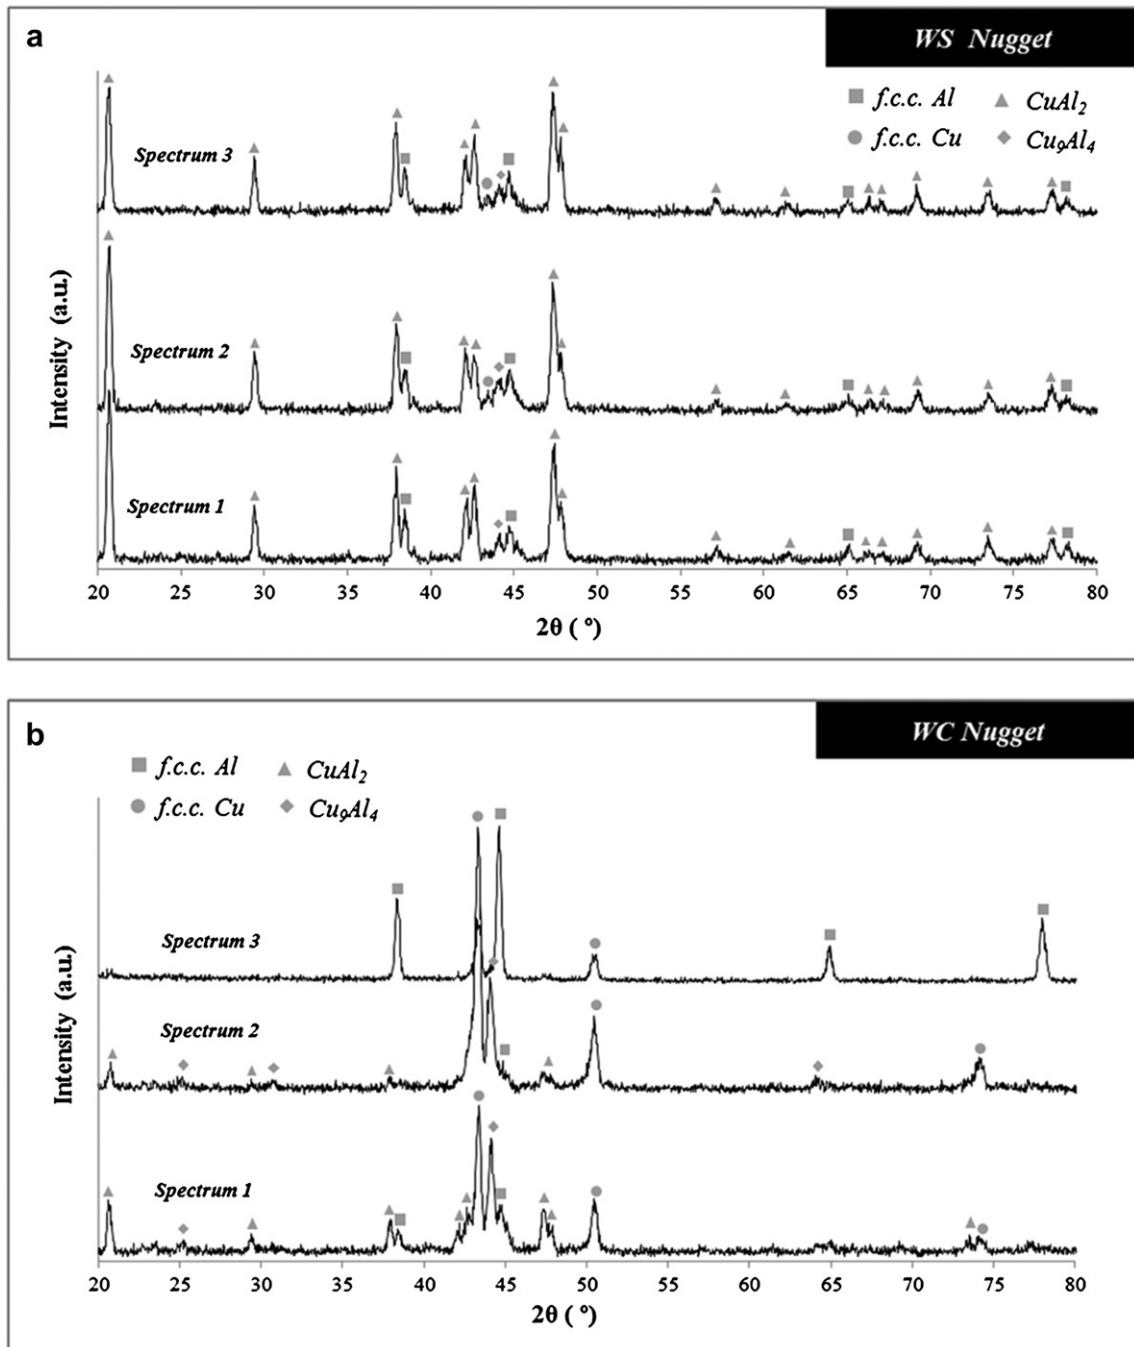 a
WS Nugget
f.c.c. Al CuAl₂
f.c.c. Cu Cu₉Al₄
Spectrum 3
Spectrum 2
Spectrum 1
Intensity (a.u.)
20 25 30 35 40 45 50 55 60 65 70 75 80
2θ ( º)
b
WC Nugget
f.c.c. Al CuAl₂
f.c.c. Cu Cu₉Al₄
Spectrum 3
Spectrum 2
Spectrum 1
Intensity (a.u.)
20 25 30 35 40 45 50 55 60 65 70 75 80
2θ ( º)